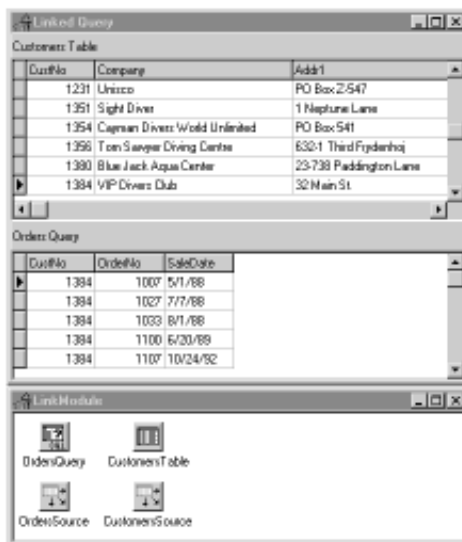 Linked Query
Customers Table
CustNo Company Addr1
1231 Unisco PO Box Z-547
1351 Sight Diver 1 Neptune Lane
1354 Cayman Divers World Unlimited PO Box 541
1356 Tom Sawyer Diving Centre 632-1 Third Frydenhoj
1380 Blue Jack Aqua Center 23-738 Paddington Lane
1384 VIP Divers Club 32 Main St.
Orders Query
CustNo OrderNo SaleDate
1384 1007 5/1/88
1384 1027 7/7/88
1384 1033 8/1/88
1384 1100 6/20/89
1384 1107 10/24/92
LinkModule
OrdersQuery CustomersTable
OrdersSource CustomersSource